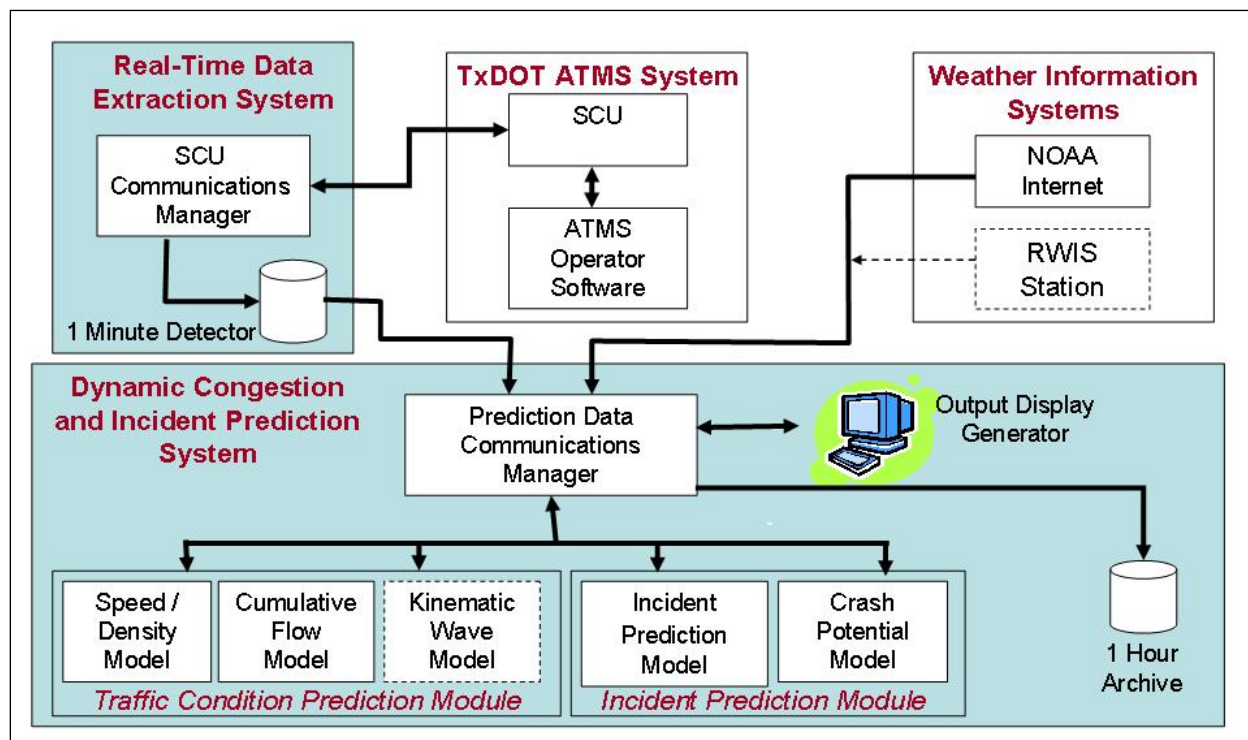 Real-Time Data
Extraction System
SCU
Communications
Manager
1 Minute Detector
TxDOT ATMS System
SCU
ATMS
Operator
Software
Weather Information
Systems
NOAA
Internet
RWIS
Station
Dynamic Congestion
and Incident Prediction
System
Prediction Data
Communications
Manager
Output Display
Generator
Speed /
Density
Model
Cumulative
Flow
Model
Kinematic
Wave
Model
Traffic Condition Prediction Module
Incident
Prediction
Model
Crash
Potential
Model
Incident Prediction Module
1 Hour
Archive